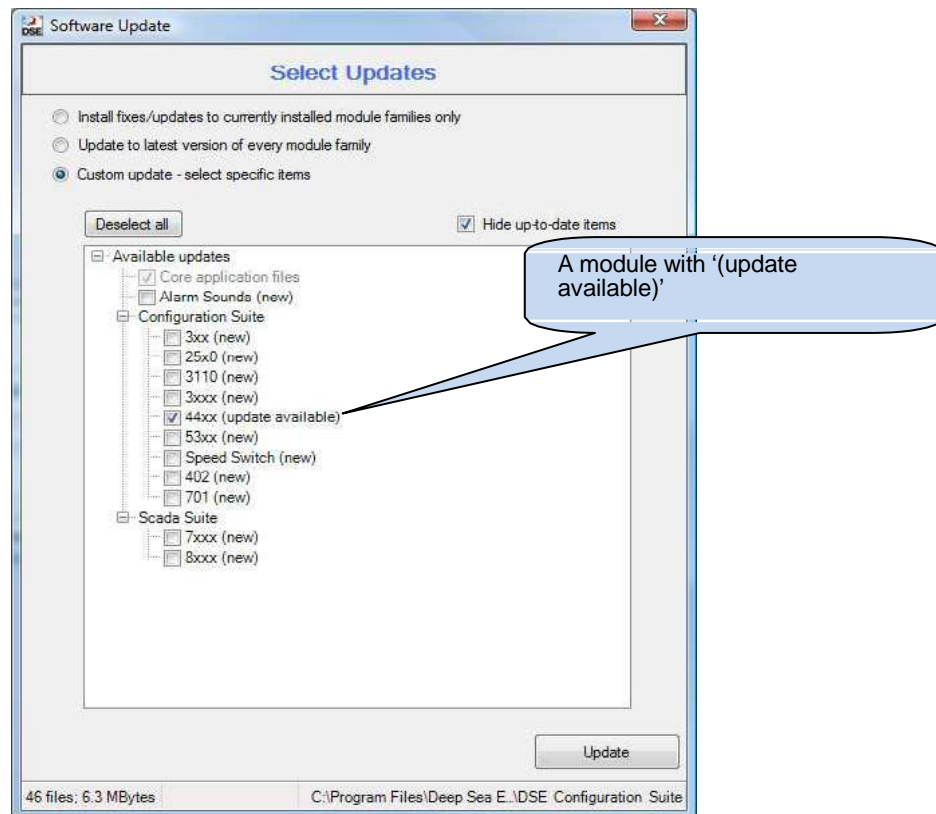 DSE Software Update
Select Updates
Install fixes/updates to currently installed module families only
Update to latest version of every module family
Custom update - select specific items
Deselect all
Hide up-to-date items
Available updates
Core application files
Alarm Sounds (new)
Configuration Suite
3xx (new)
25x0 (new)
3110 (new)
3xxx (new)
44xx (update available)
53xx (new)
Speed Switch (new)
402 (new)
701 (new)
Scada Suite
7xxx (new)
8xxx (new)
A module with ‘(update
available)’
Update
46 files; 6.3 MBytes
C:\Program Files\Deep Sea E..\DSE Configuration Suite